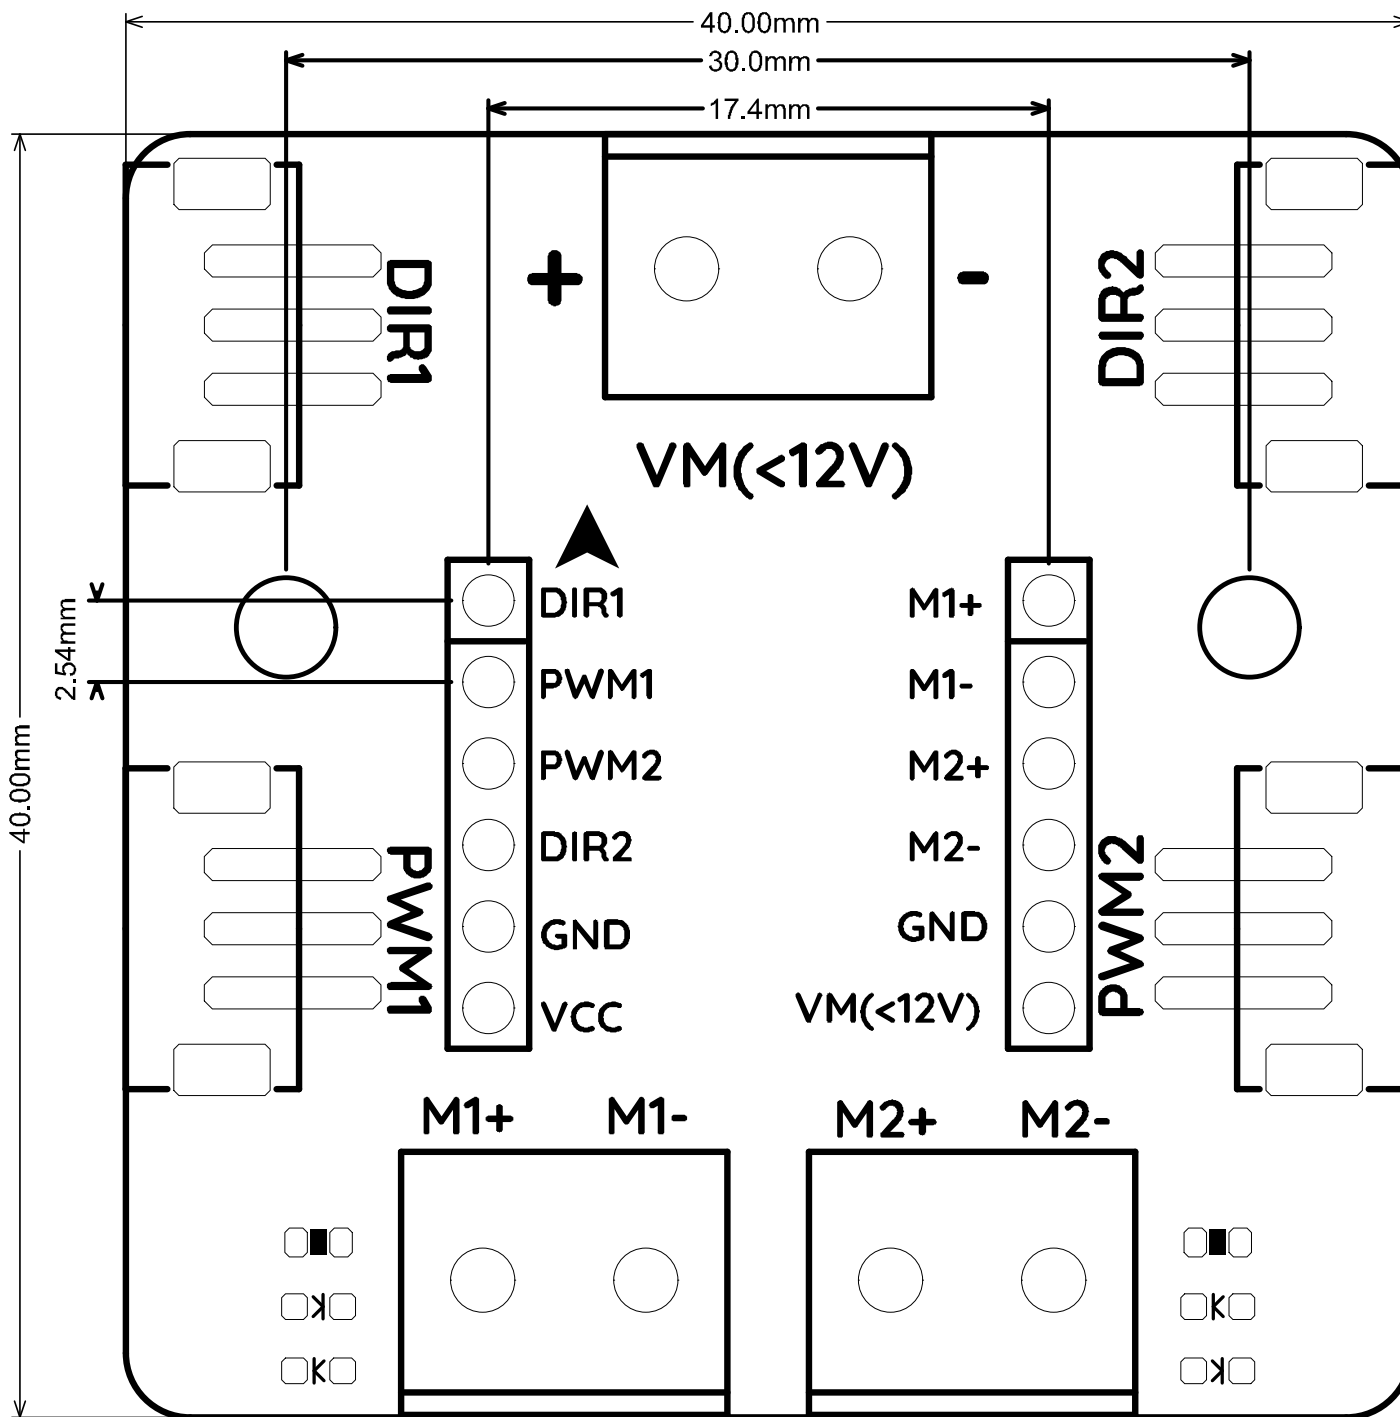 40.00mm
30.0mm
17.4mm
+ -
DIR1
DIR2
VM(<12V)
DIR1 M1+
2.54mm
PWM1 M1-
40.00mm
PWM2 M2+
DIR2 M2-
PWM1
PWM2
GND GND
VCC VM(<12V)
M1+ M1- M2+ M2-